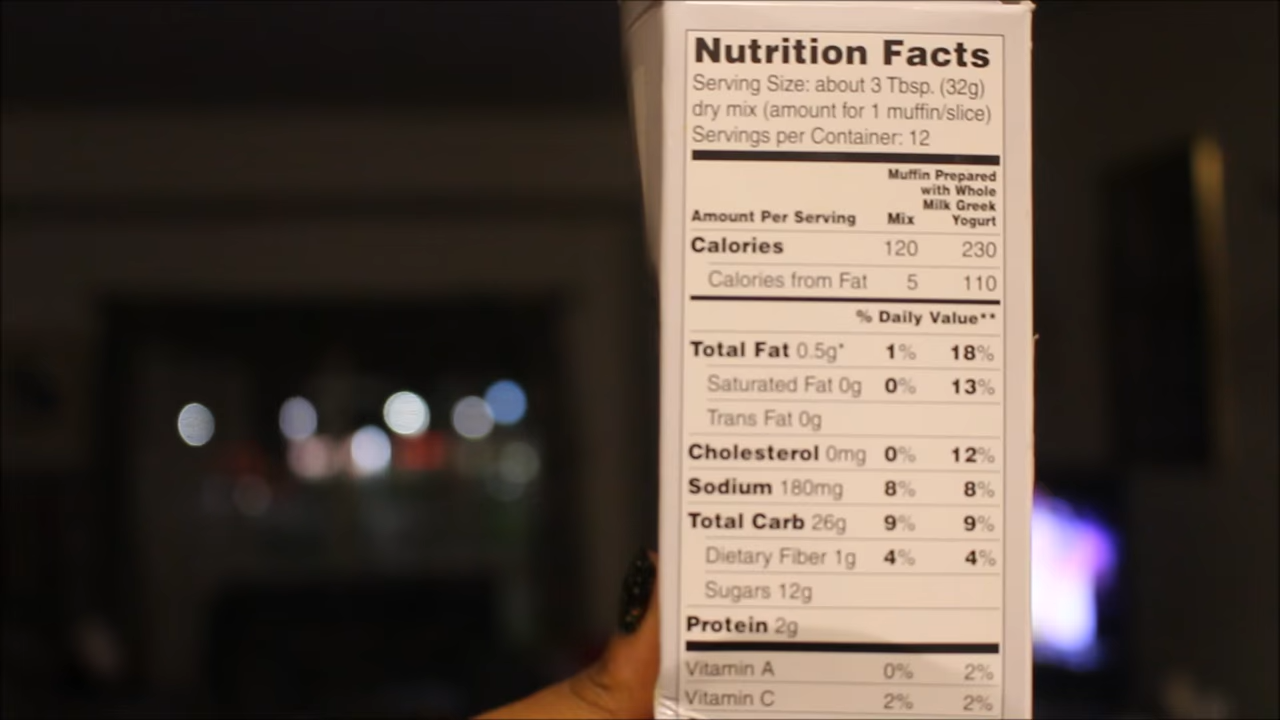 Nutrition Facts
Serving Size: about 3 Tbsp. (32g)
dry mix (amount for 1 muffin/slice)
Servings per Container: 12
Muffin Prepared
with Whole
Milk Greek
Amount Per Serving Mix Yogurt
Calories 120 230
Calories from Fat 5 110
% Daily Value**
Total Fat 0.5g* 1% 18%
Saturated Fat 0g 0% 13%
Trans Fat 0g
Cholesterol 0mg 0% 12%
Sodium 180mg 8% 8%
Total Carb 26g 9% 9%
Dietary Fiber 1g 4% 4%
Sugars 12g
Protein 2g
Vitamin A 0% 2%
Vitamin C 2% 2%